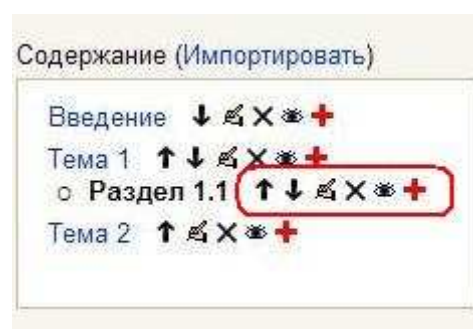 Содержание (Импортировать)
Введение
Тема 1
Раздел 1.1
Тема 2